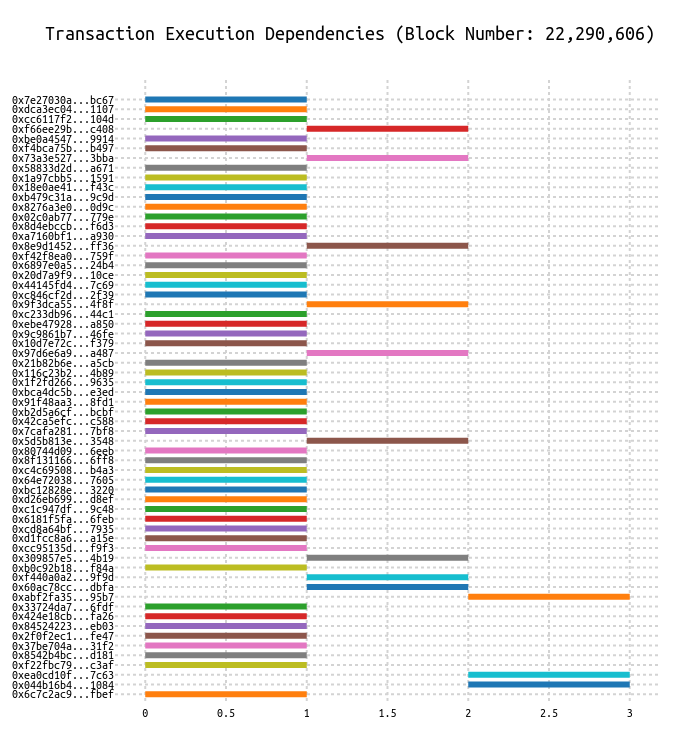 Transaction Execution Dependencies (Block Number: 22,290,606)
0x7e27030a...bc67
0xdca3ec04...1107
0xcc6117f2...104d
0xf66ee29b...c408
0xbe0a4547...9914
0xf4bca75b...b497
0x73a3e527...3bba
0x58833d2d...a671
0x1a97cbb5...1591
0x18e0ae41...f43c
0xb479c31a...9c9d
0x8276a3e0...0d9c
0x02c0ab77...779e
0x8d4ebccb...f6d3
0xa7160bf1...a930
0x8e9d1452...ff36
0xf42f8ea0...759f
0x6897e0a5...24b4
0x20d7a9f9...10ce
0x44145fd4...7c69
0xc846cf2d...2f39
0x9f3dca55...4f8f
0xc233db96...44c1
0xebe47928...a850
0x9c9861b7...46fe
0x10d7e72c...f379
0x97d6e6a9...a487
0x21b82b6e...a5cb
0x116c23b2...4b89
0x1f2fd266...9635
0xbca4dc5b...e3ed
0x91f48aa3...8fd1
0xb2d5a6cf...bcbf
0x42ca5efc...c588
0x7cafa281...7bf8
0x5d5b813e...3548
0x80744d09...6eeb
0x8f131166...6ff8
0xc4c69508...b4a3
0x64e72038...7605
0xbc12828e...3220
0xd26eb699...d8ef
0xc1c947df...9c48
0x6181f5fa...6feb
0xcd8a64bf...7935
0xd1fcc8a6...a15e
0xcc95135d...f9f3
0x309857e5...4b19
0xb0c92b18...f84a
0xf440a0a2...9f9d
0x60ac78cc...dbfa
0xabf2fa35...95b7
0x33724da7...6fdf
0x424e18cb...fa26
0x84524223...eb03
0x2f0f2ec1...fe47
0x37be704a...31f2
0x8542b4bc...d181
0xf22fbc79...c3af
0xea0cd10f...7c63
0x044b16b4...1084
0x6c7c2ac9...fbef
0 0.5 1 1.5 2 2.5 3